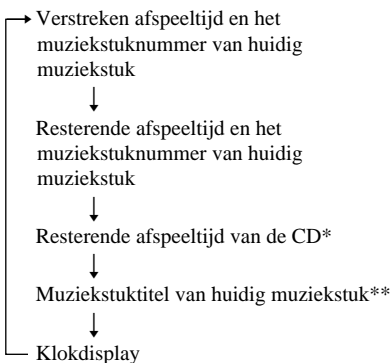 Verstreken afspeeltijd en het
muziekstuknummer van huidig
muziekstuk
Resterende afspeeltijd en het
muziekstuknummer van huidig
muziekstuk
Resterende afspeeltijd van de CD*
Muziekstuktitel van huidig muziekstuk**
Klokdisplay